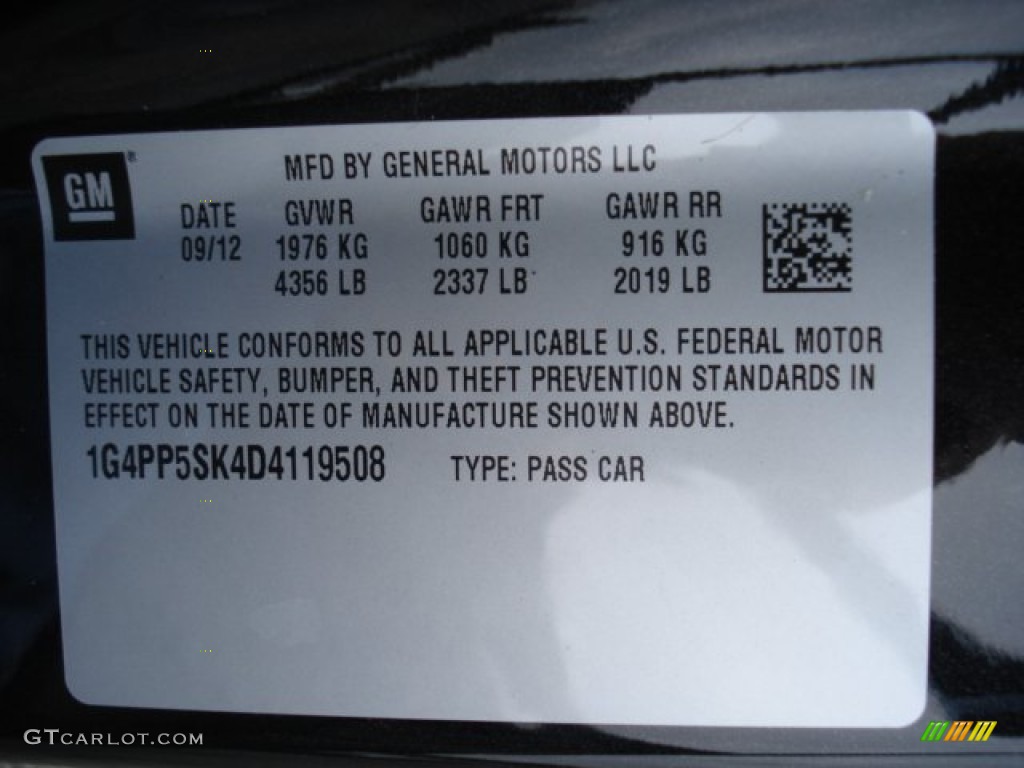 GM®
MFD BY GENERAL MOTORS LLC
DATE GVWR GAWR FRT GAWR RR
09/12 1976 KG 1060 KG 916 KG
4356 LB 2337 LB 2019 LB
THIS VEHICLE CONFORMS TO ALL APPLICABLE U.S. FEDERAL MOTOR
VEHICLE SAFETY, BUMPER, AND THEFT PREVENTION STANDARDS IN
EFFECT ON THE DATE OF MANUFACTURE SHOWN ABOVE.
1G4PP5SK4D4119508 TYPE: PASS CAR
GTCARLOT.COM